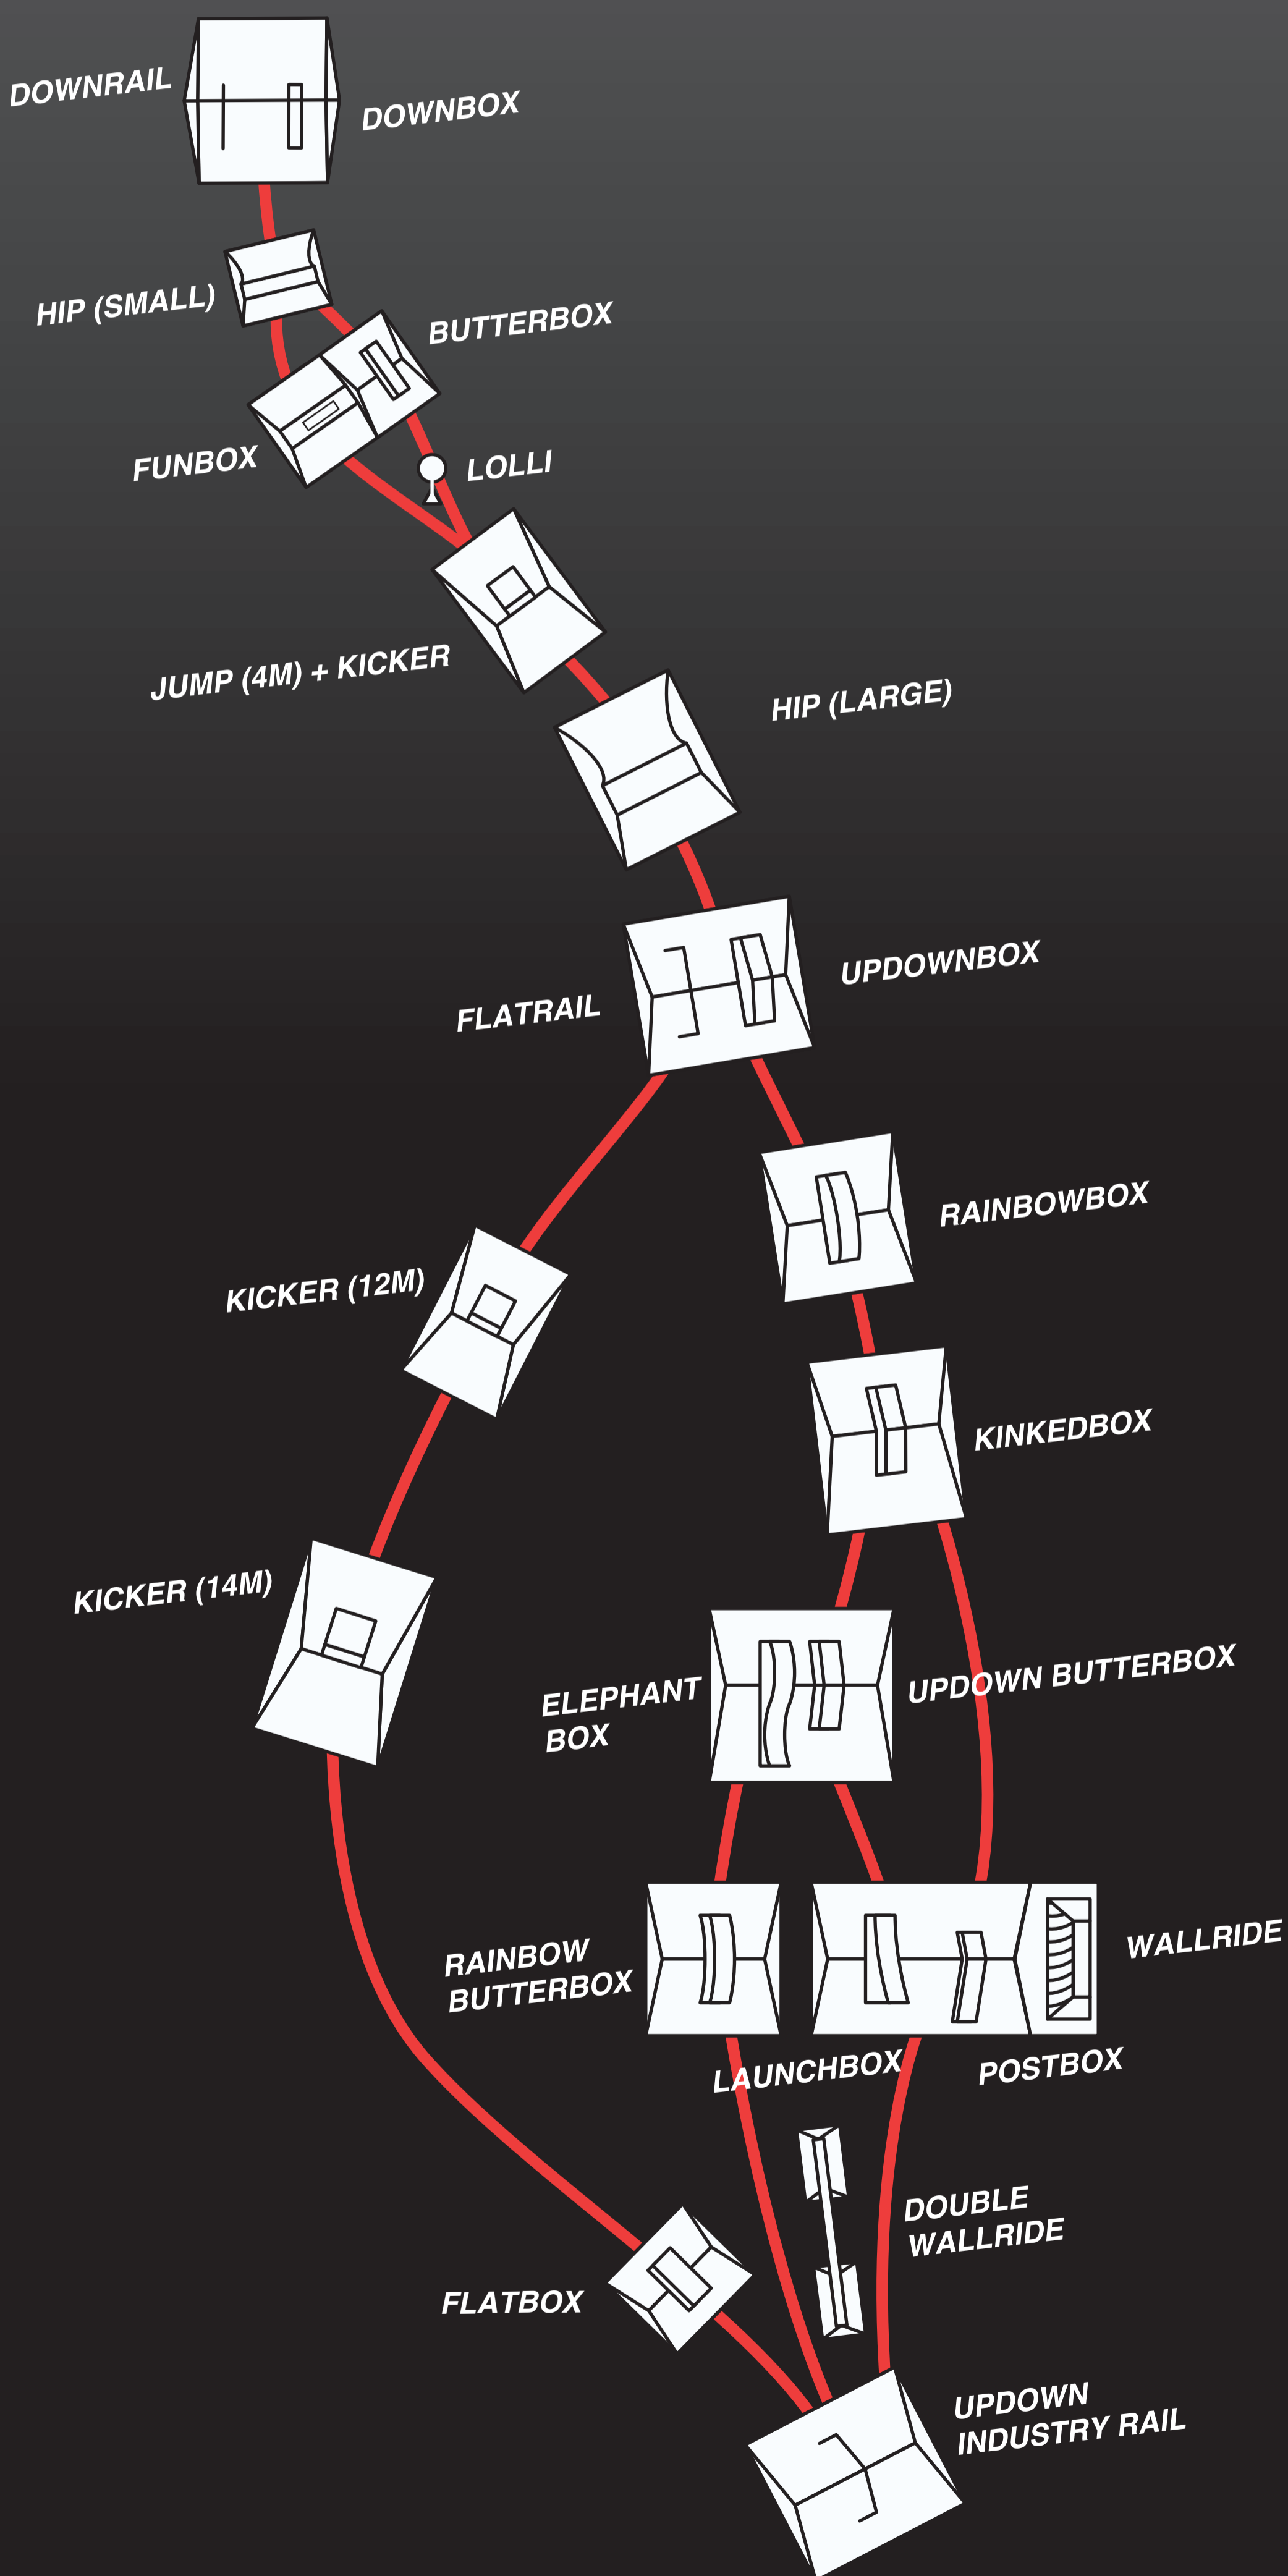 DOWNRAIL
DOWNBOX
HIP (SMALL)
BUTTERBOX
FUNBOX
LOLLI
JUMP (4M) + KICKER
HIP (LARGE)
UPDOWNBOX
FLATRAIL
RAINBOWBOX
KICKER (12M)
KINKEDBOX
KICKER (14M)
ELEPHANT
BOX
UPDOWN BUTTERBOX
RAINBOW
BUTTERBOX
WALLRIDE
LAUNCHBOX
POSTBOX
DOUBLE
WALLRIDE
FLATBOX
UPDOWN
INDUSTRY RAIL